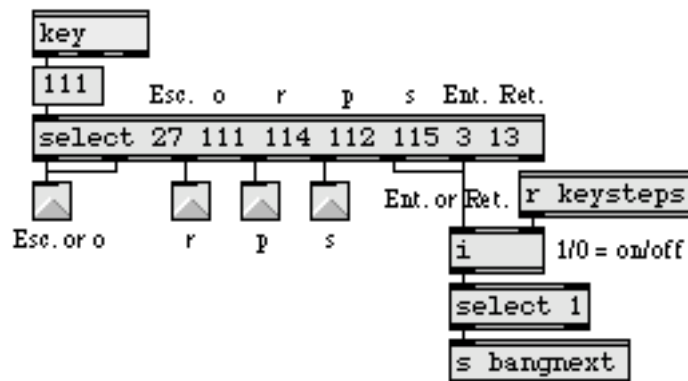 key
111
Esc. o r p s Ent. Ret.
select 27 111 114 112 115 3 13
Ent. or Ret.
r keysteps
Esc. or o r p s
i
1/0 = on/off
select 1
s bangnext